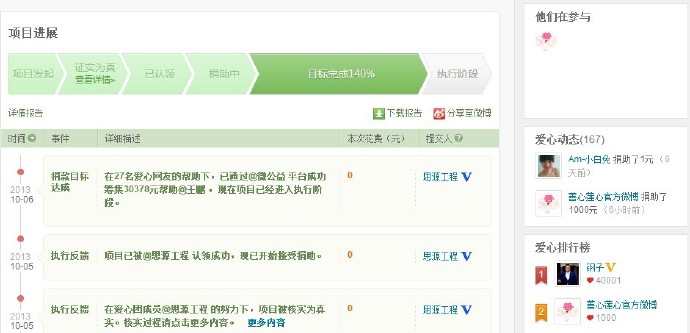 项目进展
项目发起
证实为真
查看详情»
已认领
捐助中
目标完成140%
执行阶段
详细报告
下载报告
分享至微博
时间
事件
详细描述
本次花费（元）
提交人
2013
10-06
捐款目标
达成
在27名爱心网友的帮助下，已通过@微公益 平台成功
筹集30378元帮助@王鹏 。现在项目已经进入执行阶
段。
0
思源工程
2013
10-05
执行反馈
项目已被@思源工程 认领成功，现已开始接受捐助。
0
思源工程
2013
10-05
执行反馈
在爱心团成员@思源工程 的努力下，项目被核实为真
实。核实过程请点击更多内容。 更多内容
0
思源工程
他们在参与
爱心动态(167)
Am-小白兔 捐助了1元 （6
天前）
善心莲心官方微博 捐助了
1000元 （6小时前）
爱心排行榜
1
40001
2
善心莲心官方微博
1000